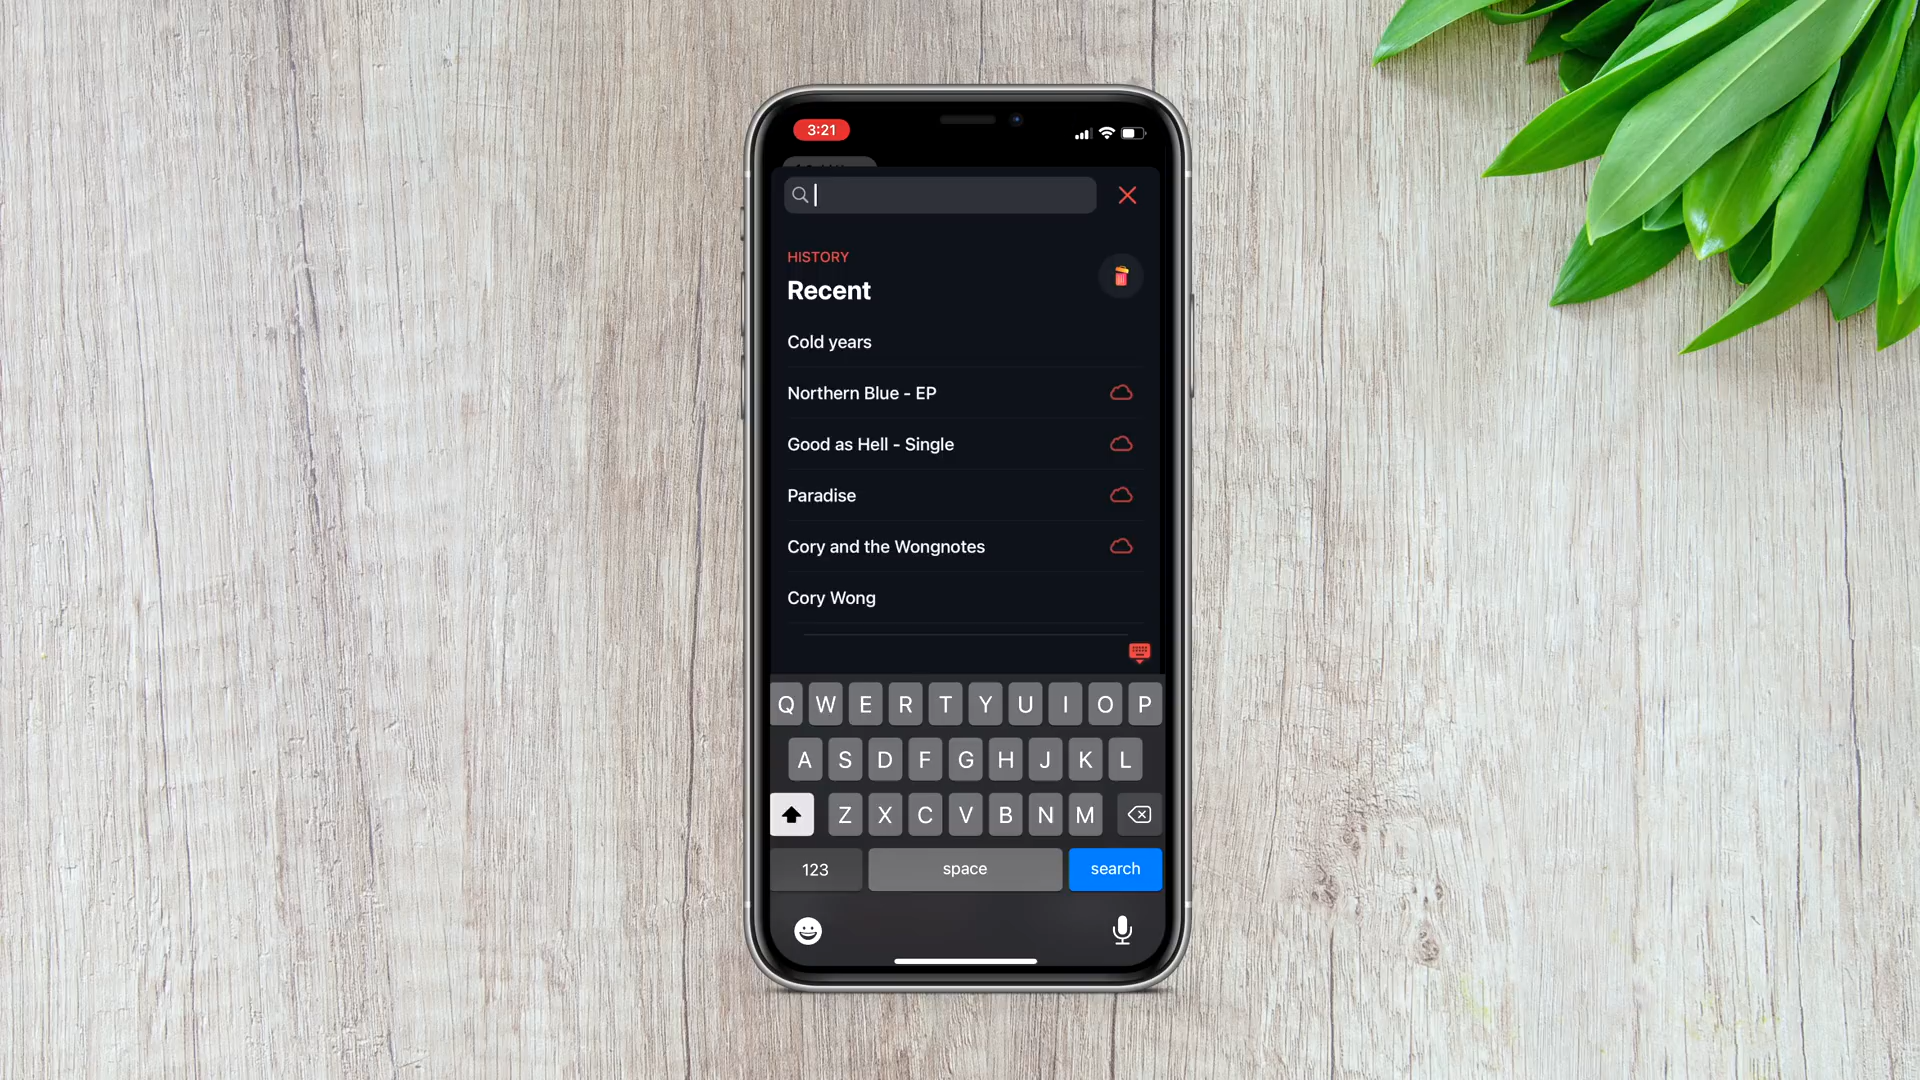 3:21
HISTORY
Recent
Cold years
Northern Blue - EP
Good as Hell - Single
Paradise
Cory and the Wongnotes
Cory Wong
Q W E R T Y U I O P
A S D F G H J K L
Z X C V B N M
123 space search